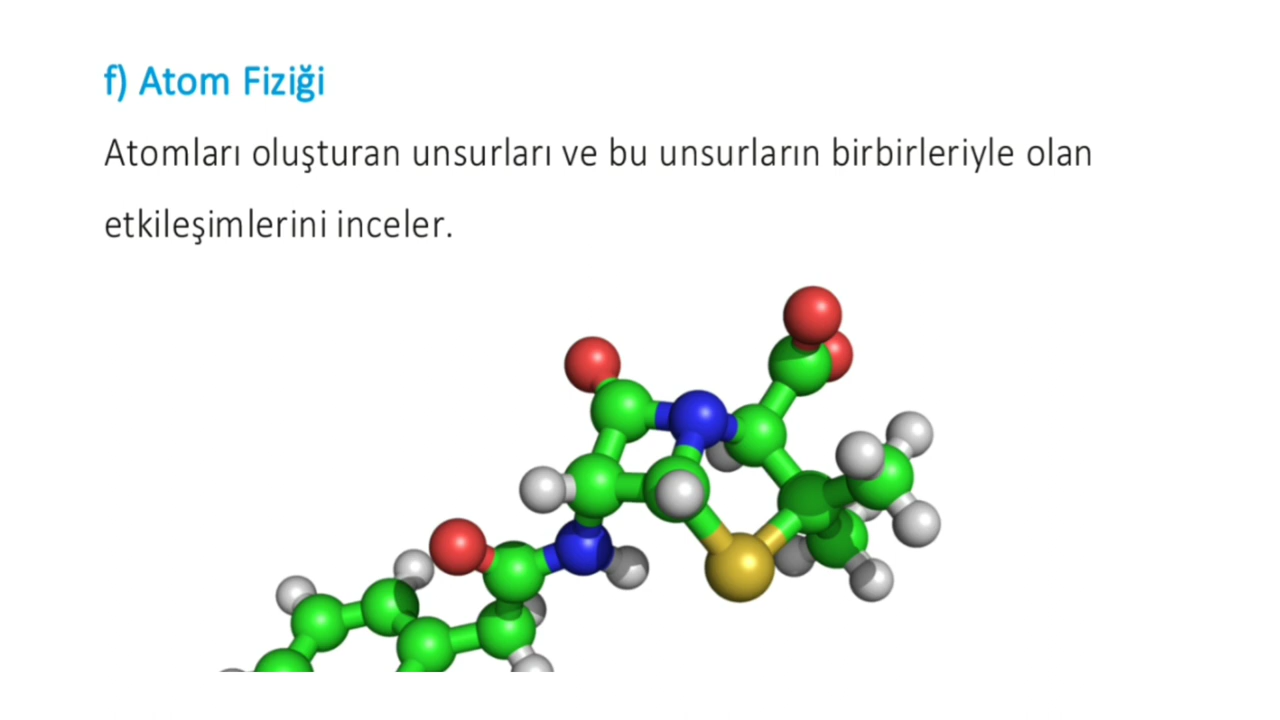 f) Atom Fiziği
Atomları oluşturan unsurları ve bu unsurların birbirleriyle olan
etkileşimlerini inceler.